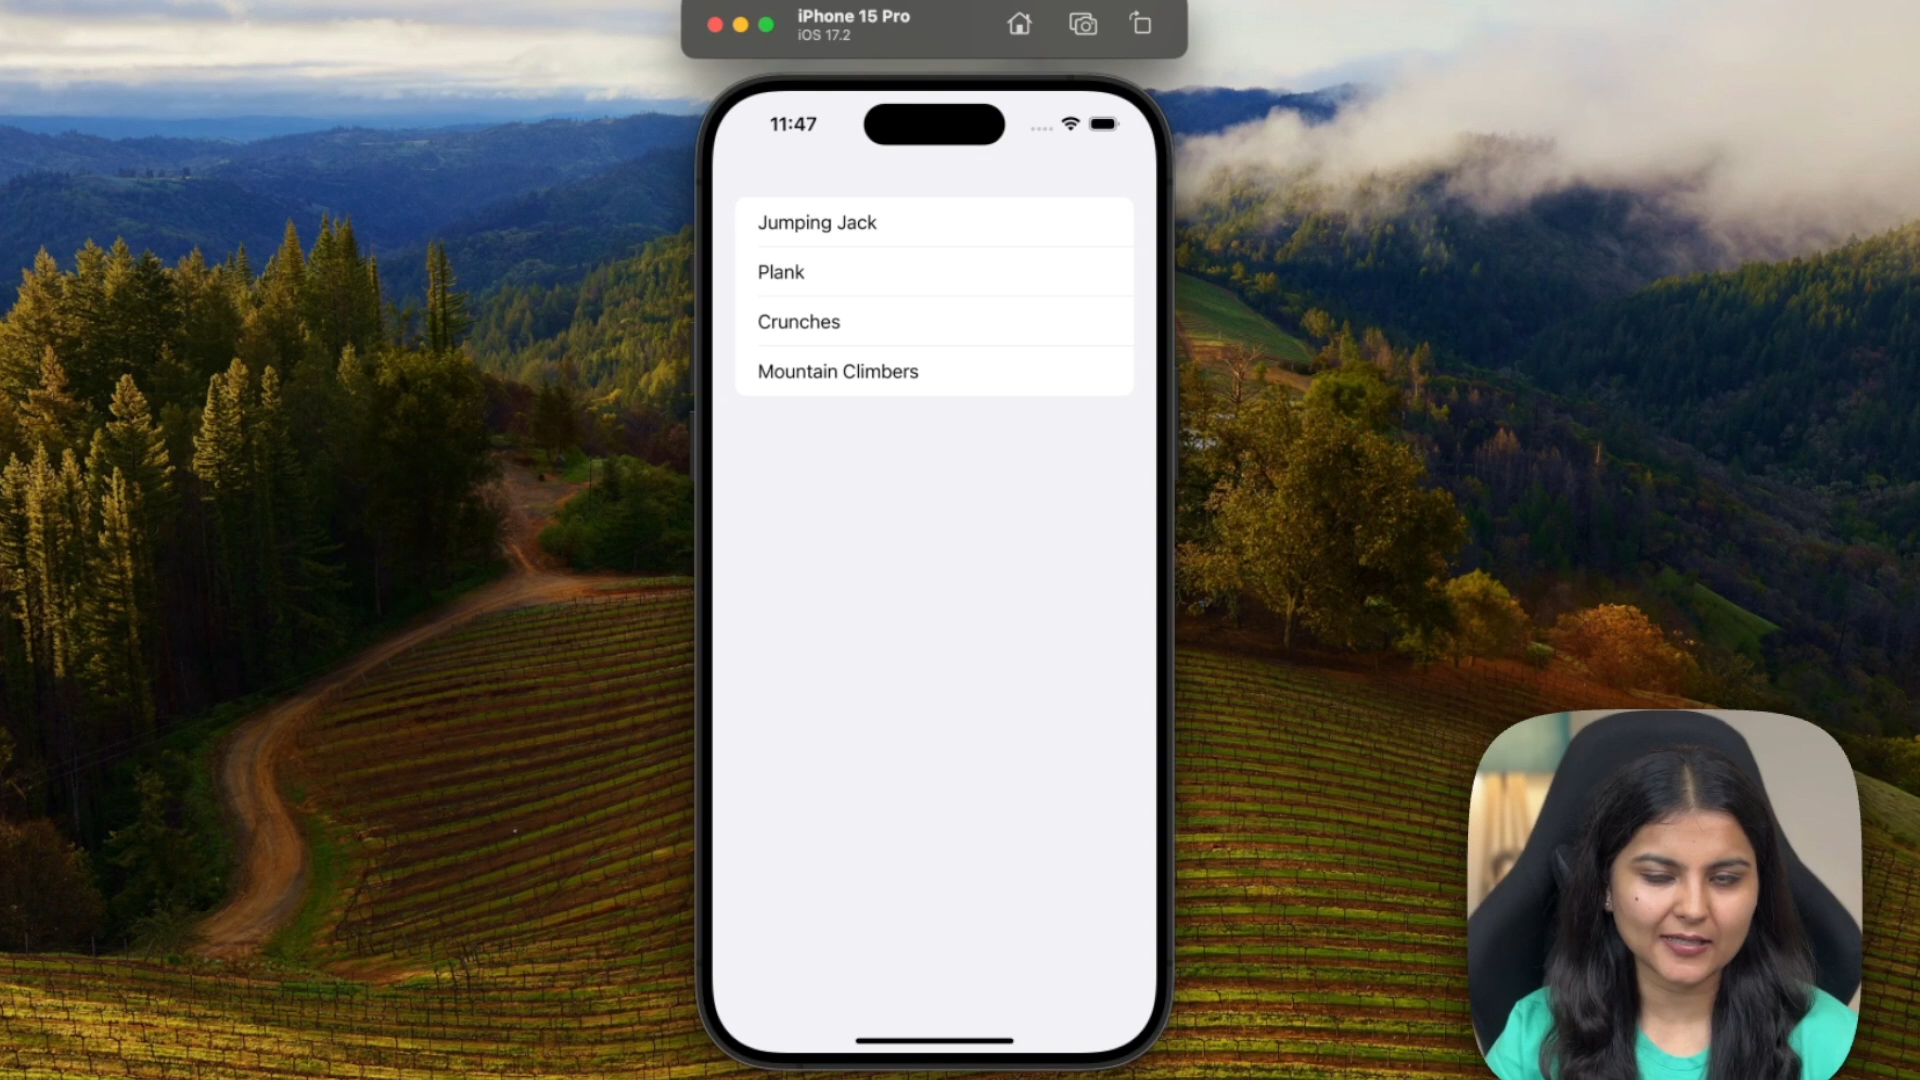 iPhone 15 Pro
iOS 17.2
11:47
Jumping Jack
Plank
Crunches
Mountain Climbers